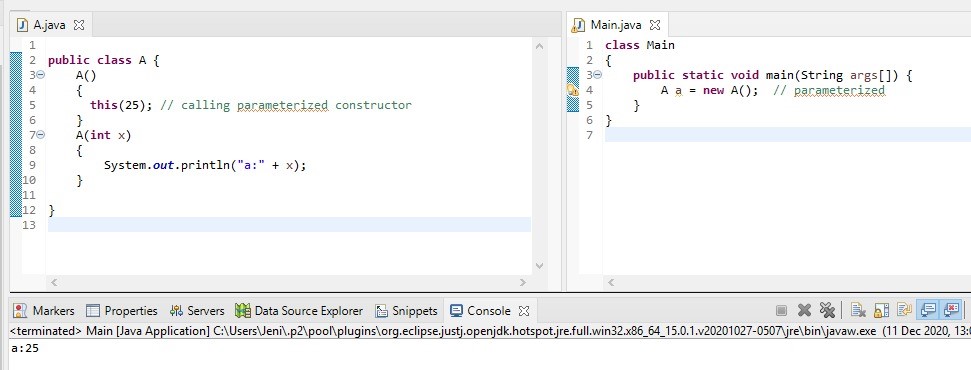 A.java
1
2 public class A {
3 A()
4 {
5 this(25); // calling parameterized constructor
6 }
7 A(int x)
8 {
9 System.out.println("a:" + x);
10 }
11
12 }
13
Main.java
1 class Main
2 {
3 public static void main(String args[]) {
4 A a = new A(); // parameterized
5 }
6 }
7
Markers Properties Servers Data Source Explorer Snippets Console
<terminated> Main [Java Application] C:\Users\Jeni\.p2\pool\plugins\org.eclipse.justj.openjdk.hotspot.jre.full.win32.x86_64_15.0.1.v20201027-0507\jre\bin\javaw.exe (11 Dec 2020, 13:
a:25